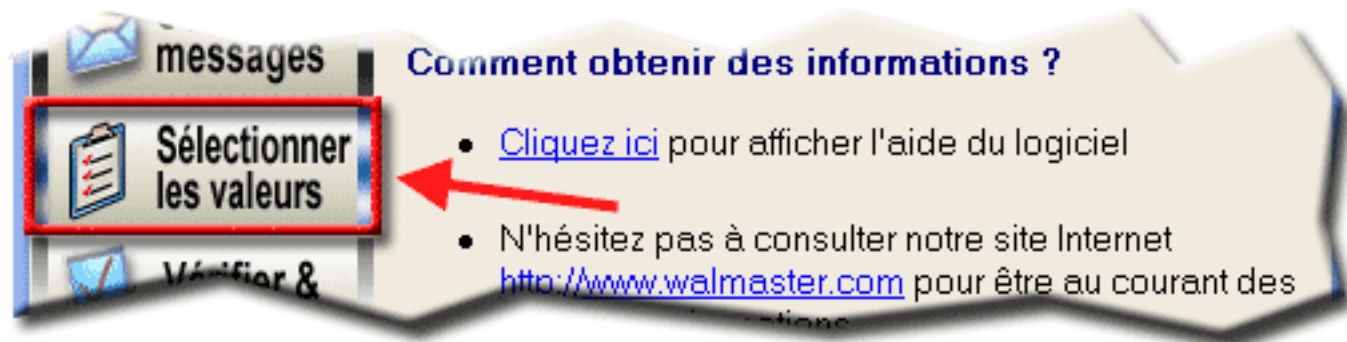 messages
Sélectionner
les valeurs
Vérifier &
Comment obtenir des informations ?
Cliquez ici pour afficher l'aide du logiciel
N'hésitez pas à consulter notre site Internet
http://www.walmaster.com pour être au courant des